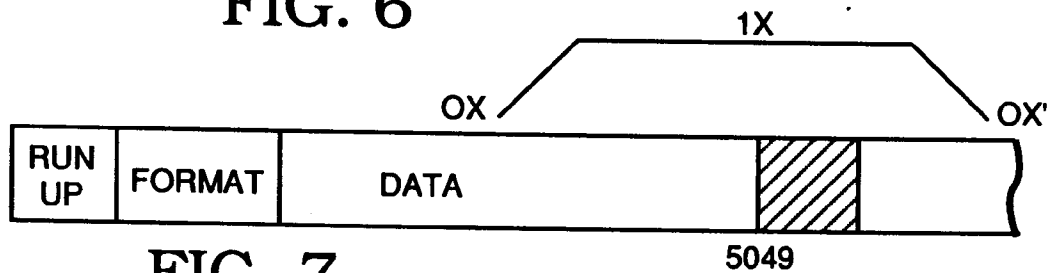 FIG. 6
1X
OX
OX'
RUN
UP
FORMAT
DATA
5049
FIG. 7